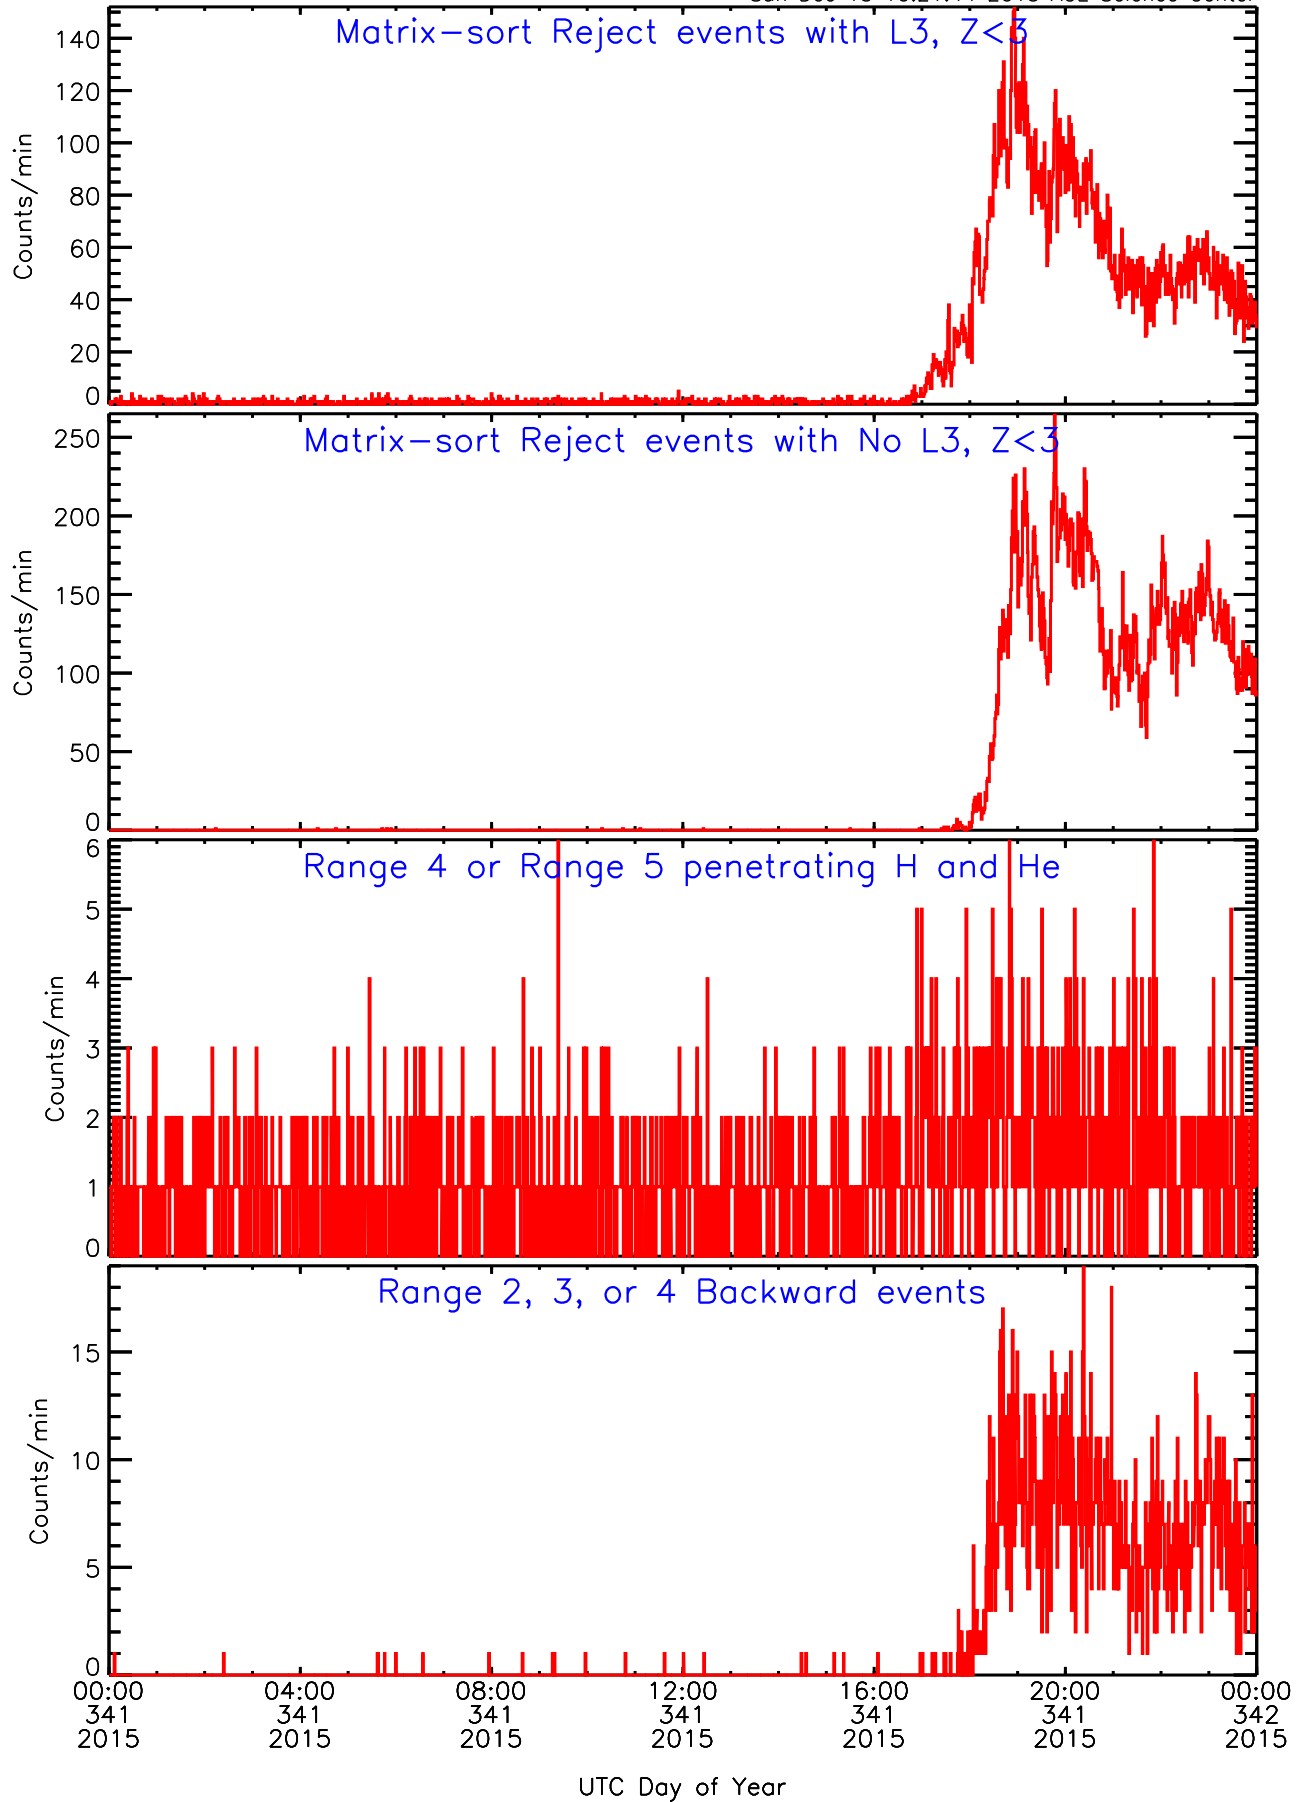 Matrix-sort Reject events with L3, Z<3
140
120
100
80
60
40
20
0
Counts/min
Matrix-sort Reject events with No L3, Z<3
250
200
150
100
50
0
Counts/min
Range 4 or Range 5 penetrating H and He
6
5
4
3
2
1
0
Counts/min
Range 2, 3, or 4 Backward events
15
10
5
0
Counts/min
00:00 04:00 08:00 12:00 16:00 20:00 00:00
341 341 341 341 341 341 342
2015 2015 2015 2015 2015 2015 2015
UTC Day of Year